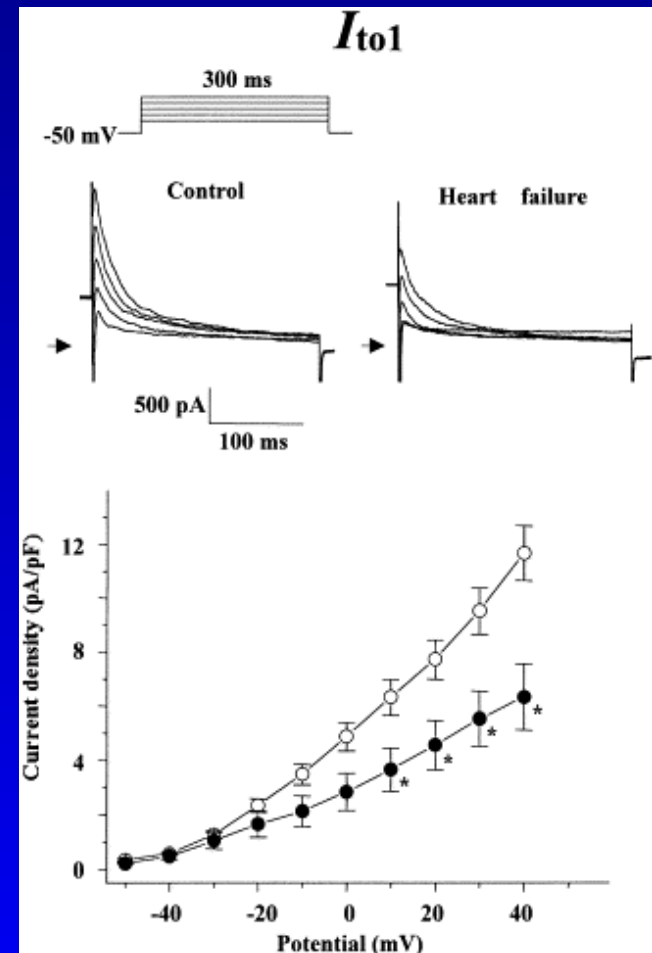 Ito1
300 ms
-50 mV
Control
Heart failure
500 pA
100 ms
Current density (pA/pF)
12
8
4
0
*
*
*
*
-40
-20
0
20
40
Potential (mV)